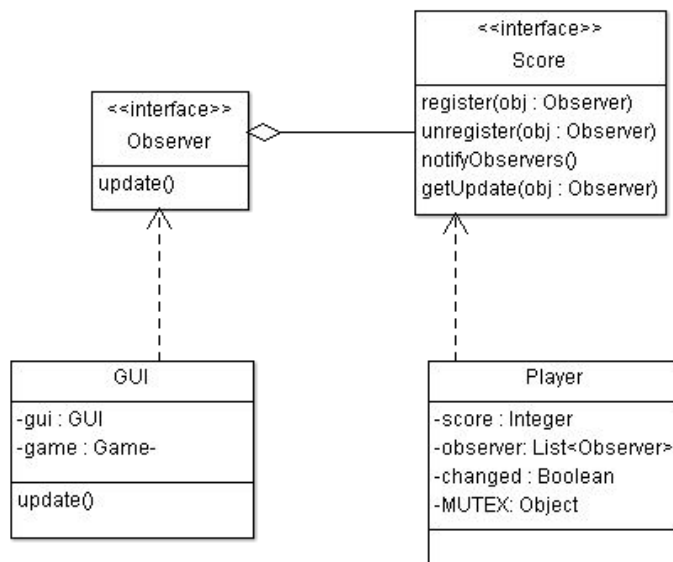 <<interface>>
Score
register(obj : Observer)
unregister(obj : Observer)
notifyObservers()
getUpdate(obj : Observer)
<<interface>>
Observer
update()
GUI
-gui : GUI
-game : Game-
update()
Player
-score : Integer
-observer: List<Observer>
-changed : Boolean
-MUTEX: Object